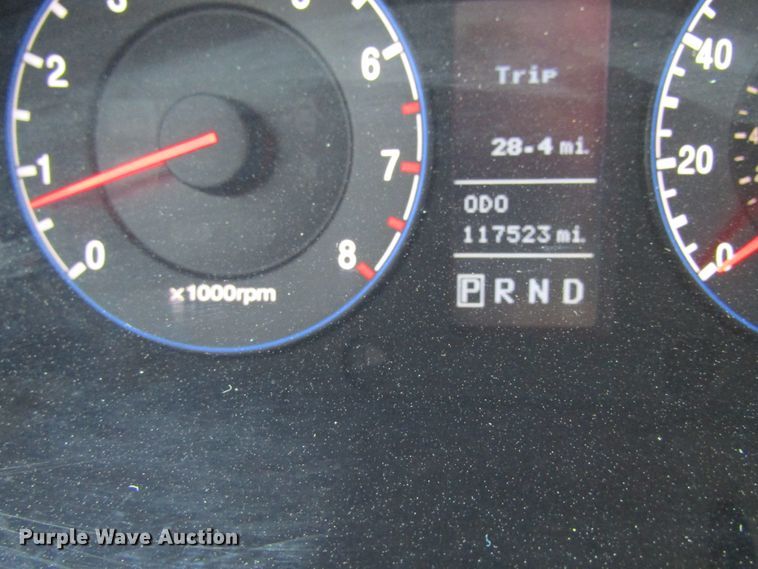 2
1
0
6
7
8
x1000rpm
Trip
28.4 mi.
ODO
117523 mi.
P R N D
40
20
0
Purple Wave Auction